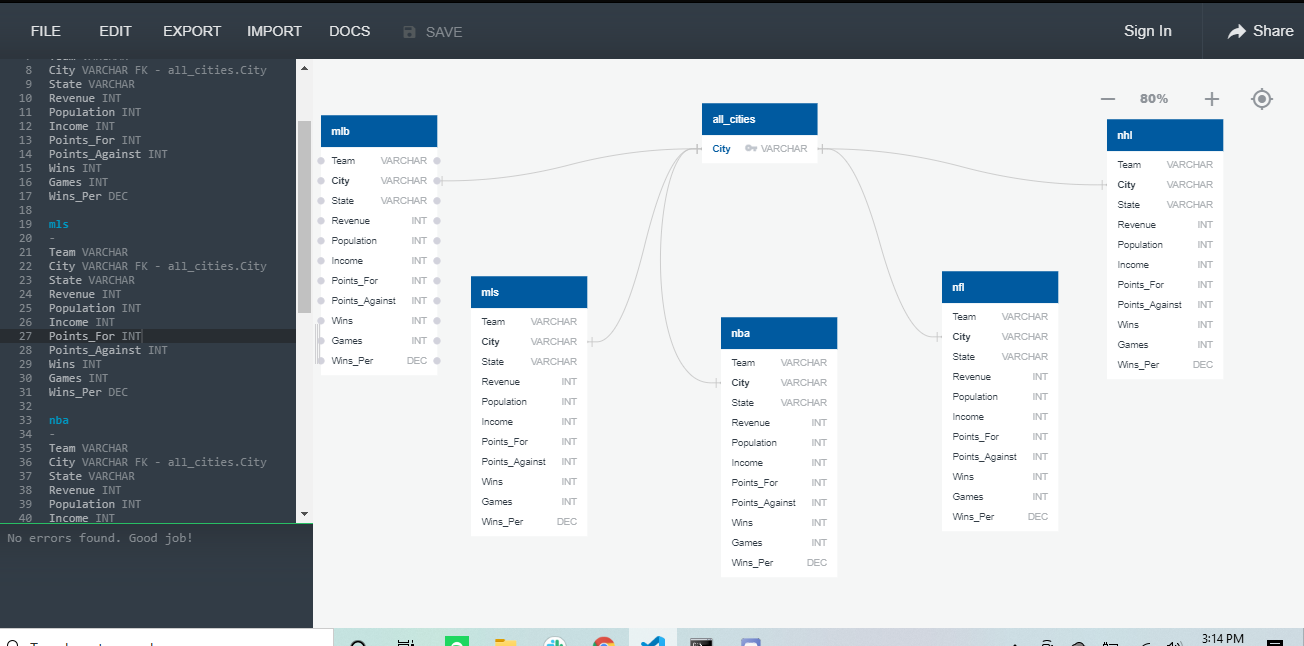 FILE EDIT EXPORT IMPORT DOCS SAVE Sign In Share
8 City VARCHAR FK - all_cities.City
9 State VARCHAR
10 Revenue INT
11 Population INT
12 Income INT
13 Points_For INT
14 Points_Against INT
15 Wins INT
16 Games INT
17 Wins_Per DEC
18
19 mls
20 -
21 Team VARCHAR
22 City VARCHAR FK - all_cities.City
23 State VARCHAR
24 Revenue INT
25 Population INT
26 Income INT
27 Points_For INT
28 Points_Against INT
29 Wins INT
30 Games INT
31 Wins_Per DEC
32
33 nba
34 -
35 Team VARCHAR
36 City VARCHAR FK - all_cities.City
37 State VARCHAR
38 Revenue INT
39 Population INT
40 Income INT
No errors found. Good job!
80%
mlb
Team VARCHAR
City VARCHAR
State VARCHAR
Revenue INT
Population INT
Income INT
Points_For INT
Points_Against INT
Wins INT
Games INT
Wins_Per DEC
mls
Team VARCHAR
City VARCHAR
State VARCHAR
Revenue INT
Population INT
Income INT
Points_For INT
Points_Against INT
Wins INT
Games INT
Wins_Per DEC
all_cities
City VARCHAR
nba
Team VARCHAR
City VARCHAR
State VARCHAR
Revenue INT
Population INT
Income INT
Points_For INT
Points_Against INT
Wins INT
Games INT
Wins_Per DEC
nfl
Team VARCHAR
City VARCHAR
State VARCHAR
Revenue INT
Population INT
Income INT
Points_For INT
Points_Against INT
Wins INT
Games INT
Wins_Per DEC
nhl
Team VARCHAR
City VARCHAR
State VARCHAR
Revenue INT
Population INT
Income INT
Points_For INT
Points_Against INT
Wins INT
Games INT
Wins_Per DEC
3:14 PM